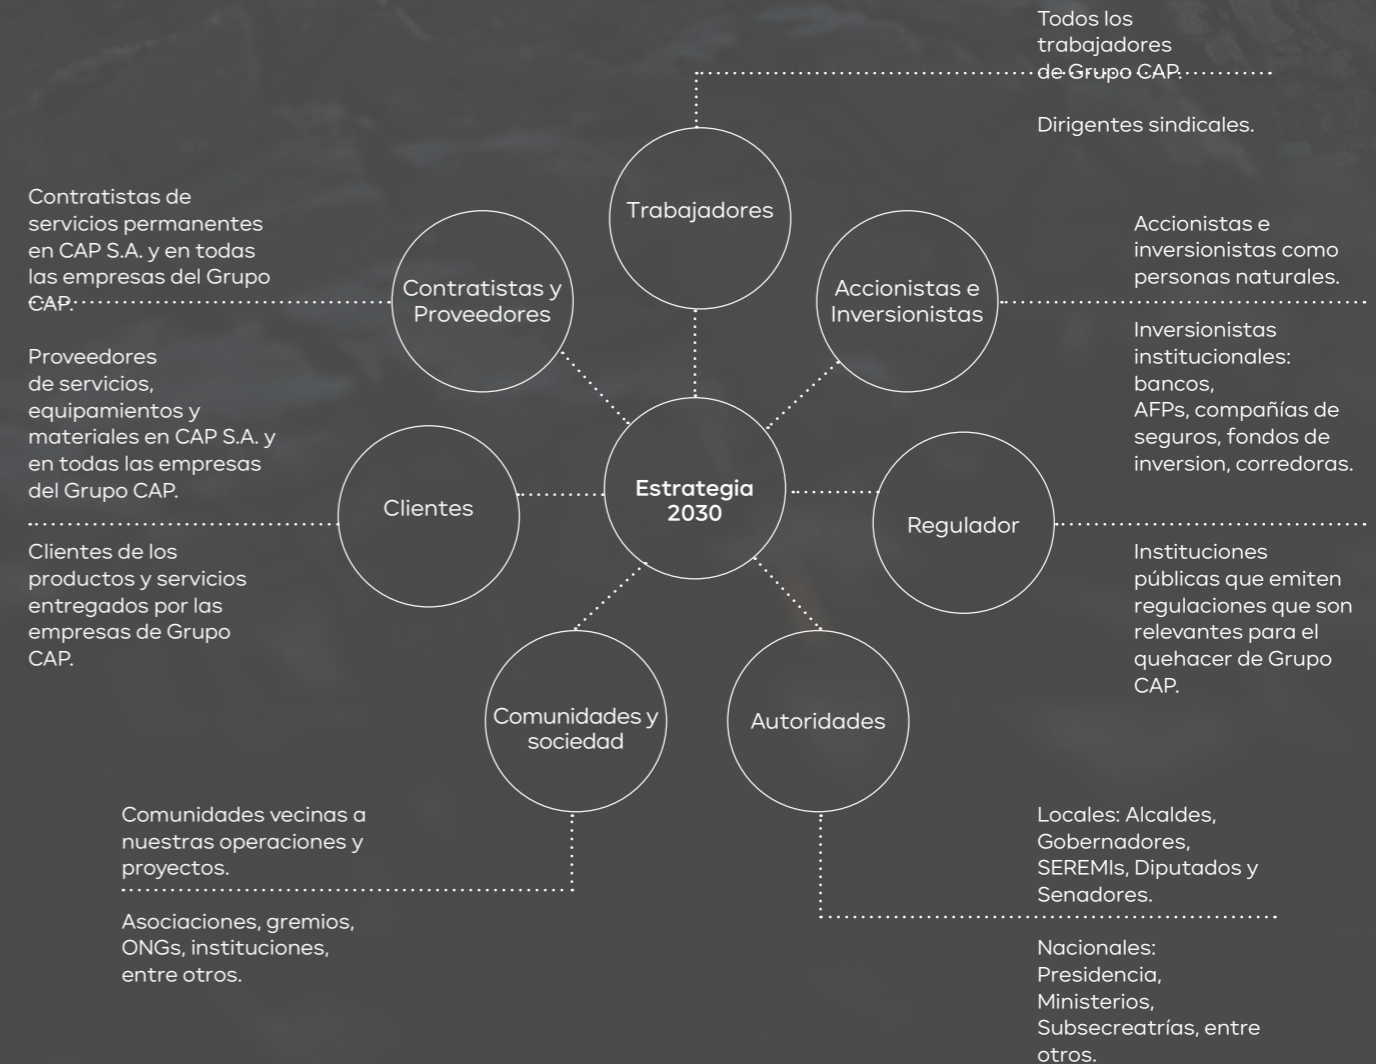 Todos los
trabajadores
de Grupo CAP.
Dirigentes sindicales.
Trabajadores
Contratistas de
servicios permanentes
en CAP S.A. y en todas
las empresas del Grupo
CAP.
Proveedores
de servicios,
equipamientos y
materiales en CAP S.A. y
en todas las empresas
del Grupo CAP.
Contratistas y
Proveedores
Accionistas e
Inversionistas
Accionistas e
inversionistas como
personas naturales.
Inversionistas
institucionales:
bancos,
AFPs, compañías de
seguros, fondos de
inversion, corredoras.
Clientes
Clientes de los
productos y servicios
entregados por las
empresas de Grupo
CAP.
Estrategia
2030
Regulador
Instituciones
públicas que emiten
regulaciones que son
relevantes para el
quehacer de Grupo
CAP.
Comunidades y
sociedad
Comunidades vecinas a
nuestras operaciones y
proyectos.
Asociaciones, gremios,
ONGs, instituciones,
entre otros.
Autoridades
Locales: Alcaldes,
Gobernadores,
SEREMIs, Diputados y
Senadores.
Nacionales:
Presidencia,
Ministerios,
Subsecreatrías, entre
otros.